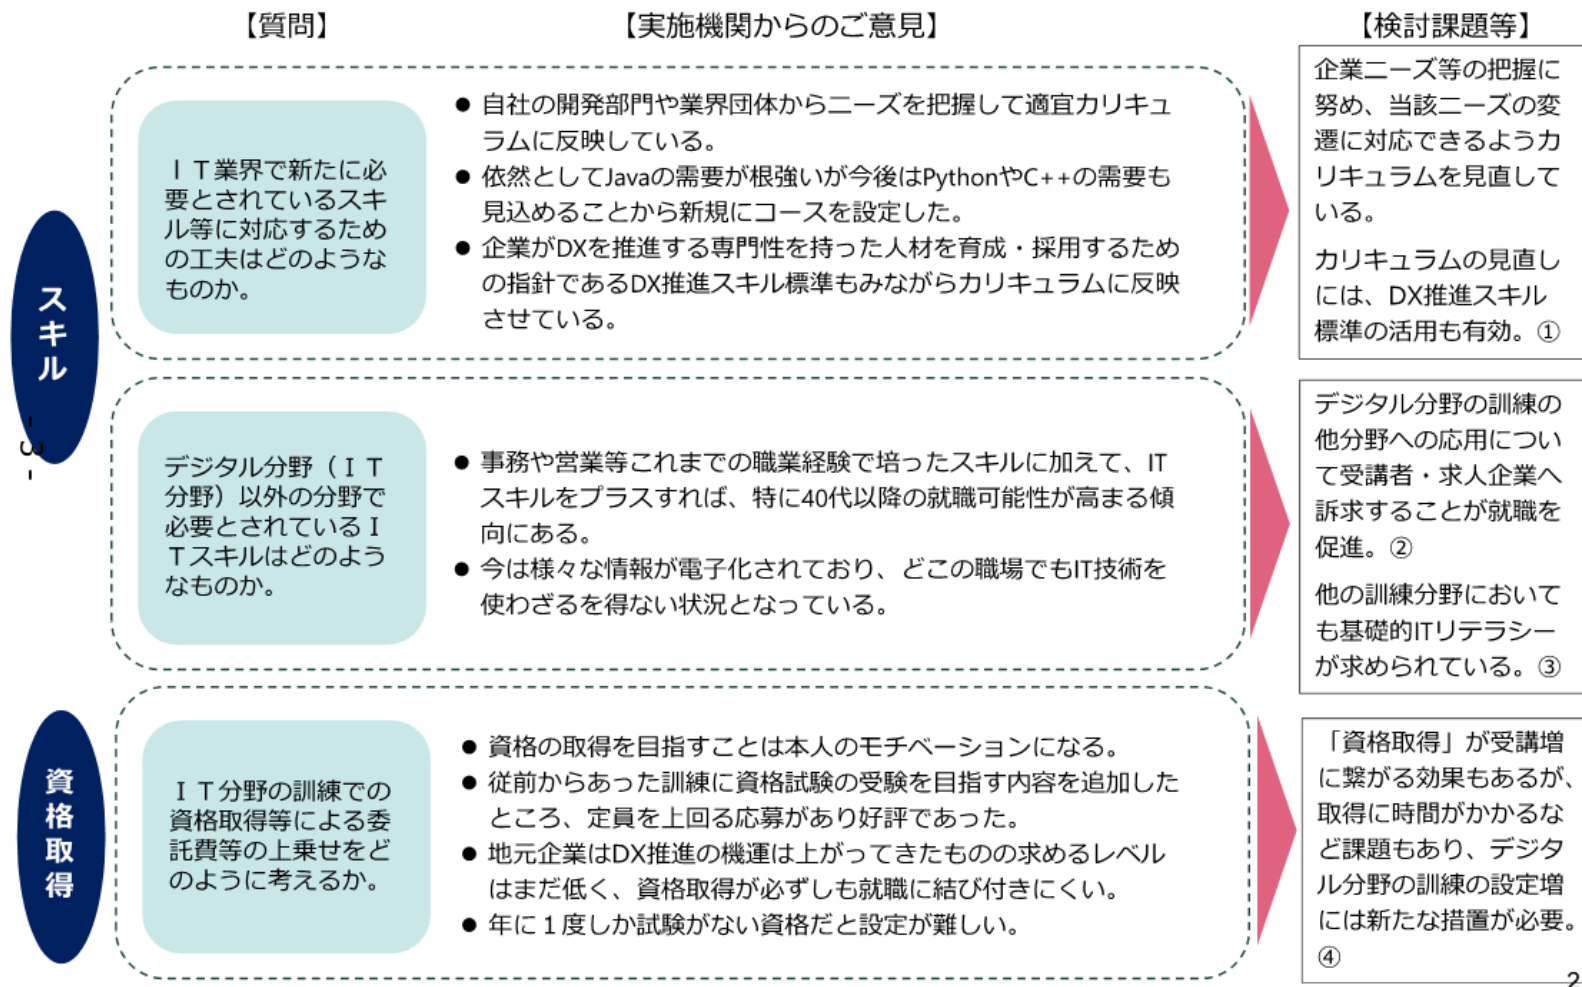 【質問】
【実施機関からのご意見】
【検討課題等】
スキル
ＩＴ業界で新たに必
要とされているスキ
ル等に対応するため
の工夫はどのような
ものか。
● 自社の開発部門や業界団体からニーズを把握して適宜カリキュ
ラムに反映している。
● 依然としてJavaの需要が根強いが今後はPythonやC++の需要も
見込めることから新規にコースを設定した。
● 企業がDXを推進する専門性を持った人材を育成・採用するため
の指針であるDX推進スキル標準もみながらカリキュラムに反映
させている。
企業ニーズ等の把握に
努め、当該ニーズの変
遷に対応できるようカ
リキュラムを見直して
いる。
カリキュラムの見直し
には、DX推進スキル
標準の活用も有効。①
デジタル分野（ＩＴ
分野）以外の分野で
必要とされているＩ
Ｔスキルはどのよう
なものか。
● 事務や営業等これまでの職業経験で培ったスキルに加えて、IT
スキルをプラスすれば、特に40代以降の就職可能性が高まる傾
向にある。
● 今は様々な情報が電子化されており、どこの職場でもIT技術を
使わざるを得ない状況となっている。
デジタル分野の訓練の
他分野への応用につい
て受講者・求人企業へ
訴求することが就職を
促進。②
他の訓練分野において
も基礎的ITリテラシー
が求められている。③
- 3 -
資格取得
ＩＴ分野の訓練での
資格取得等による委
託費等の上乗せをど
のように考えるか。
● 資格の取得を目指すことは本人のモチベーションになる。
● 従前からあった訓練に資格試験の受験を目指す内容を追加した
ところ、定員を上回る応募があり好評であった。
● 地元企業はDX推進の機運は上がってきたものの求めるレベル
はまだ低く、資格取得が必ずしも就職に結び付きにくい。
● 年に１度しか試験がない資格だと設定が難しい。
「資格取得」が受講増
に繋がる効果もあるが、
取得に時間がかかるな
ど課題もあり、デジタ
ル分野の訓練の設定増
には新たな措置が必要。
④
2